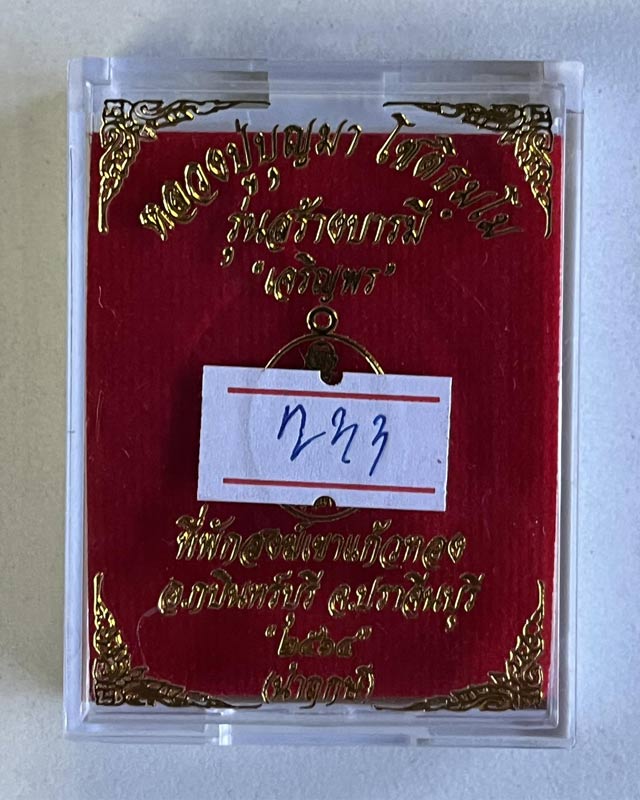 หลวงปู่บุญมา โชติธมฺโม
รุ่นสร้างบารมี
"เจริญพร"
ที่พักสงฆ์เขาแก้วทอง
อ.กบินทร์บุรี จ.ปราจีนบุรี
"๒๕๖๔"
(นำฤกษ์)